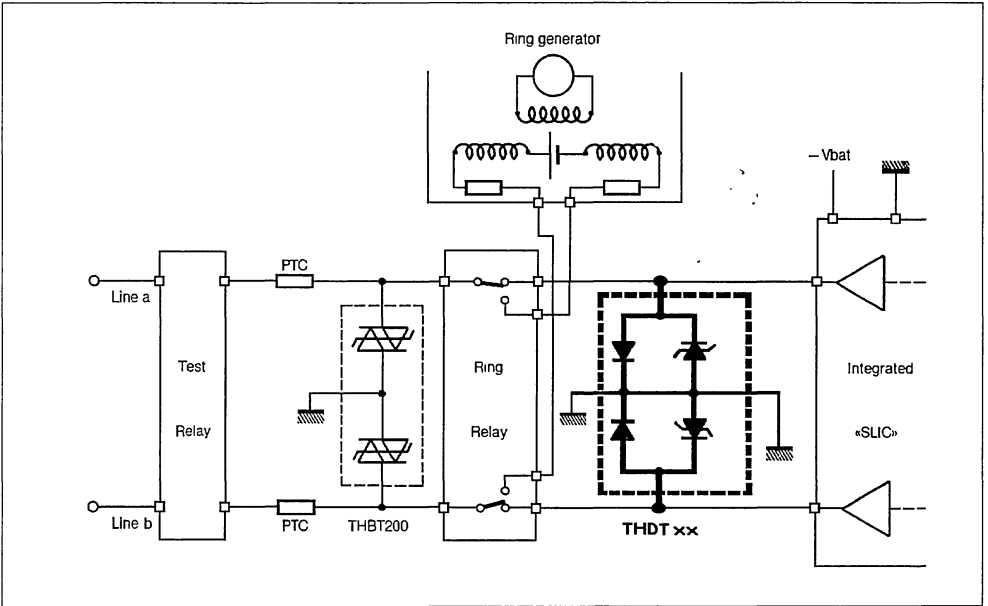 Ring generator
– Vbat
PTC
Line a
Test
Relay
Ring
Relay
Integrated
«SLIC»
Line b
PTC
THBT200
THDT xx